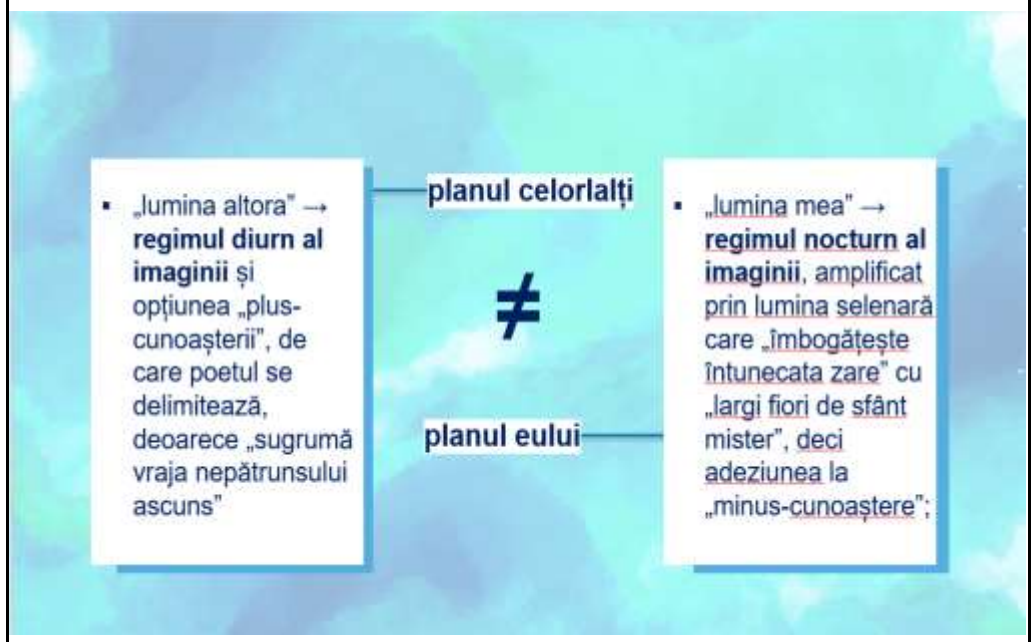 ▪ „lumina altora” →
regimul diurn al
imaginii și
opțiunea „plus-
cunoașterii”, de
care poetul se
delimitează,
deoarece „sugrumă
vraja nepătrunsului
ascuns”
planul celorlalți
≠
planul eului
▪ „lumina mea” →
regimul nocturn al
imaginii, amplificat
prin lumina selenară
care „îmbogățește
întunecata zare” cu
„largi fiori de sfânt
mister”, deci
adeziunea la
„minus-cunoaștere”;